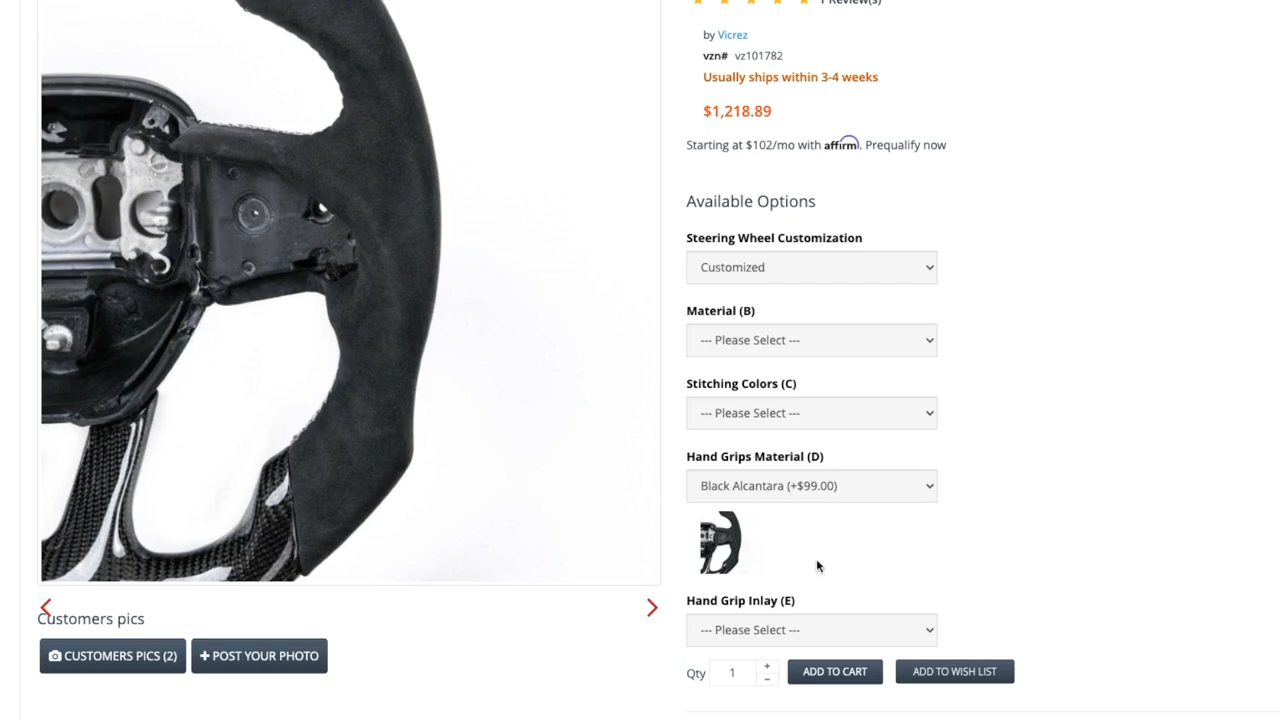 1 Review(s)
by Vicrez
vzn# vz101782
Usually ships within 3-4 weeks
$1,218.89
Starting at $102/mo with affirm. Prequalify now
Available Options
Steering Wheel Customization
Customized
Material (B)
--- Please Select ---
Stitching Colors (C)
--- Please Select ---
Hand Grips Material (D)
Black Alcantara (+$99.00)
Hand Grip Inlay (E)
--- Please Select ---
Customers pics
CUSTOMERS PICS (2) + POST YOUR PHOTO
Qty 1 + − ADD TO CART ADD TO WISH LIST